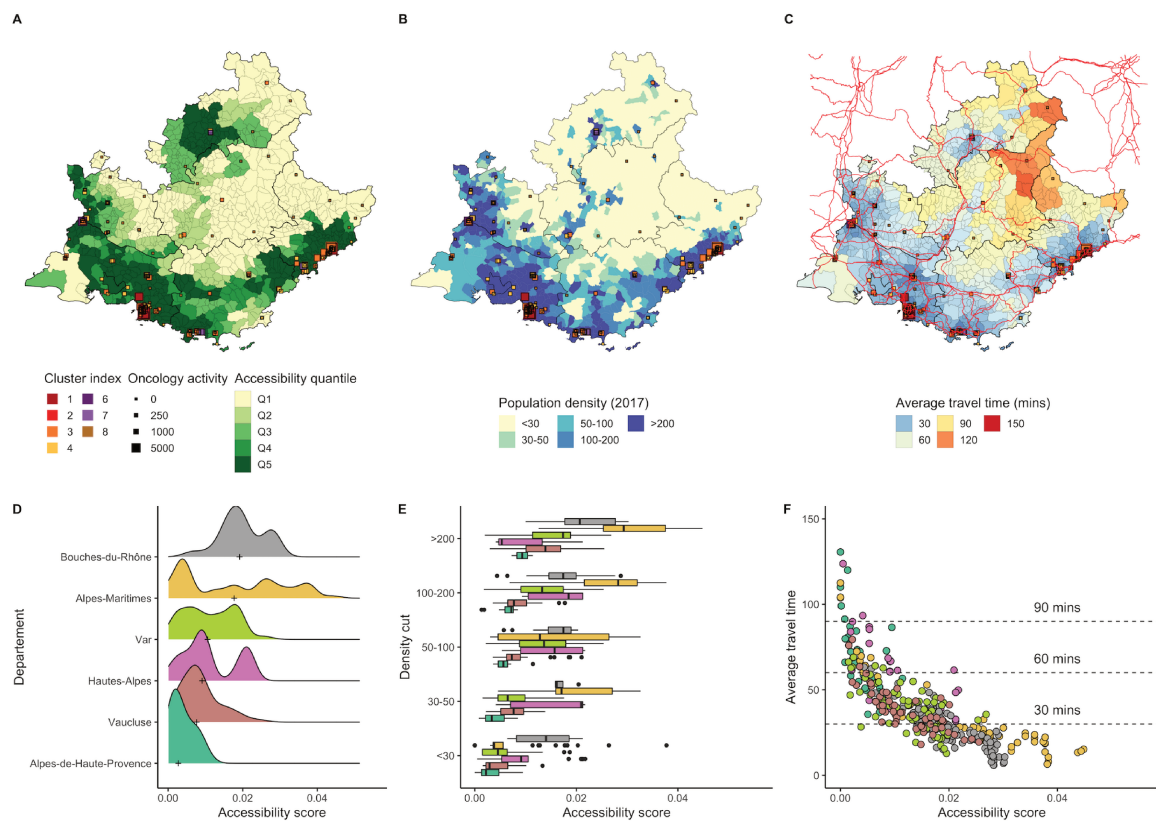 A
B
C
Cluster index
1
2
3
4
6
7
8
Oncology activity
0
250
1000
5000
Accessibility quantile
Q1
Q2
Q3
Q4
Q5
Population density (2017)
<30
30-50
50-100
100-200
>200
Average travel time (mins)
30
60
90
120
150
D
Departement
Bouches-du-Rhône
Alpes-Maritimes
Var
Hautes-Alpes
Vaucluse
Alpes-de-Haute-Provence
0.00
0.02
0.04
Accessibility score
E
Density cut
>200
100-200
50-100
30-50
<30
0.00
0.02
0.04
Accessibility score
F
Average travel time
150
100
50
0
90 mins
60 mins
30 mins
0.00
0.02
0.04
Accessibility score